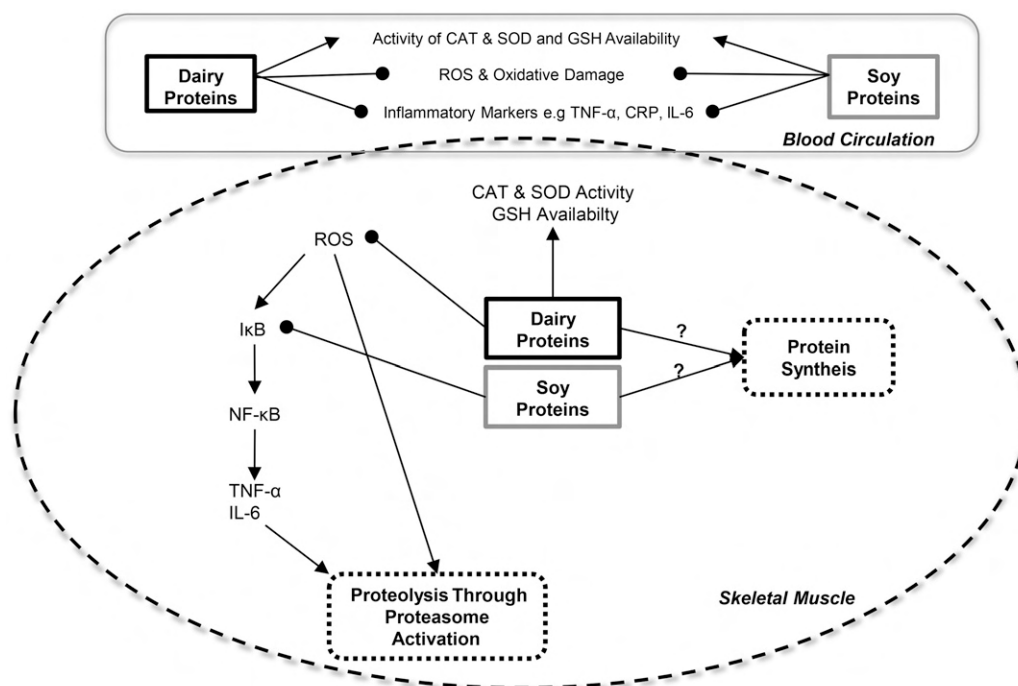 Activity of CAT & SOD and GSH Availability
Dairy
Proteins
ROS & Oxidative Damage
Soy
Proteins
Inflammatory Markers e.g TNF-α, CRP, IL-6
Blood Circulation
CAT & SOD Activity
GSH Availabilty
ROS
IκB
Dairy
Proteins
?
Protein
Syntheis
Soy
Proteins
?
NF-κB
TNF-α
IL-6
Proteolysis Through
Proteasome
Activation
Skeletal Muscle